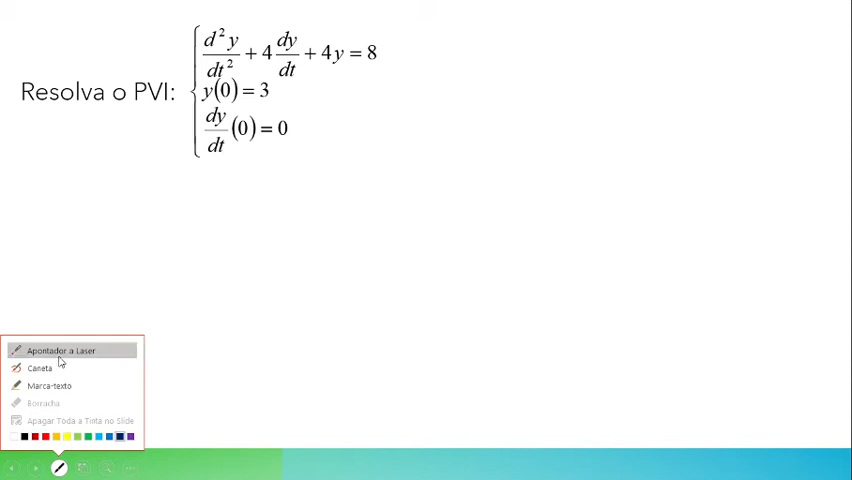 Resolva o PVI:
d²y/dt² + 4 dy/dt + 4y = 8
y(0) = 3
dy/dt (0) = 0
Apontador a Laser
Caneta
Marca-texto
Borracha
Apagar Toda a Tinta no Slide